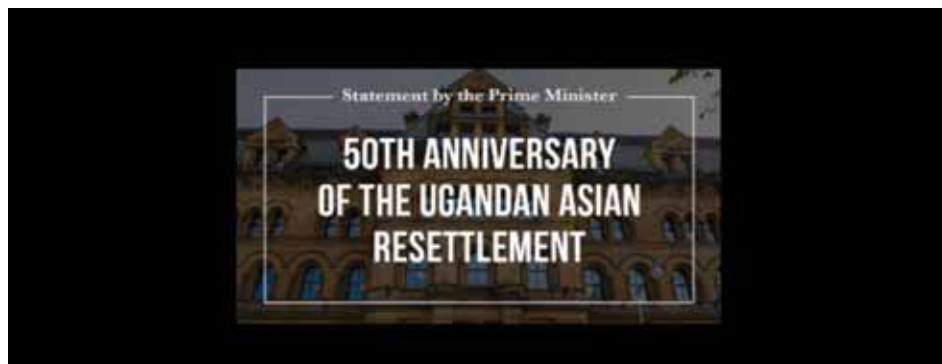 Statement by the Prime Minister
50TH ANNIVERSARY
OF THE UGANDAN ASIAN
RESETTLEMENT